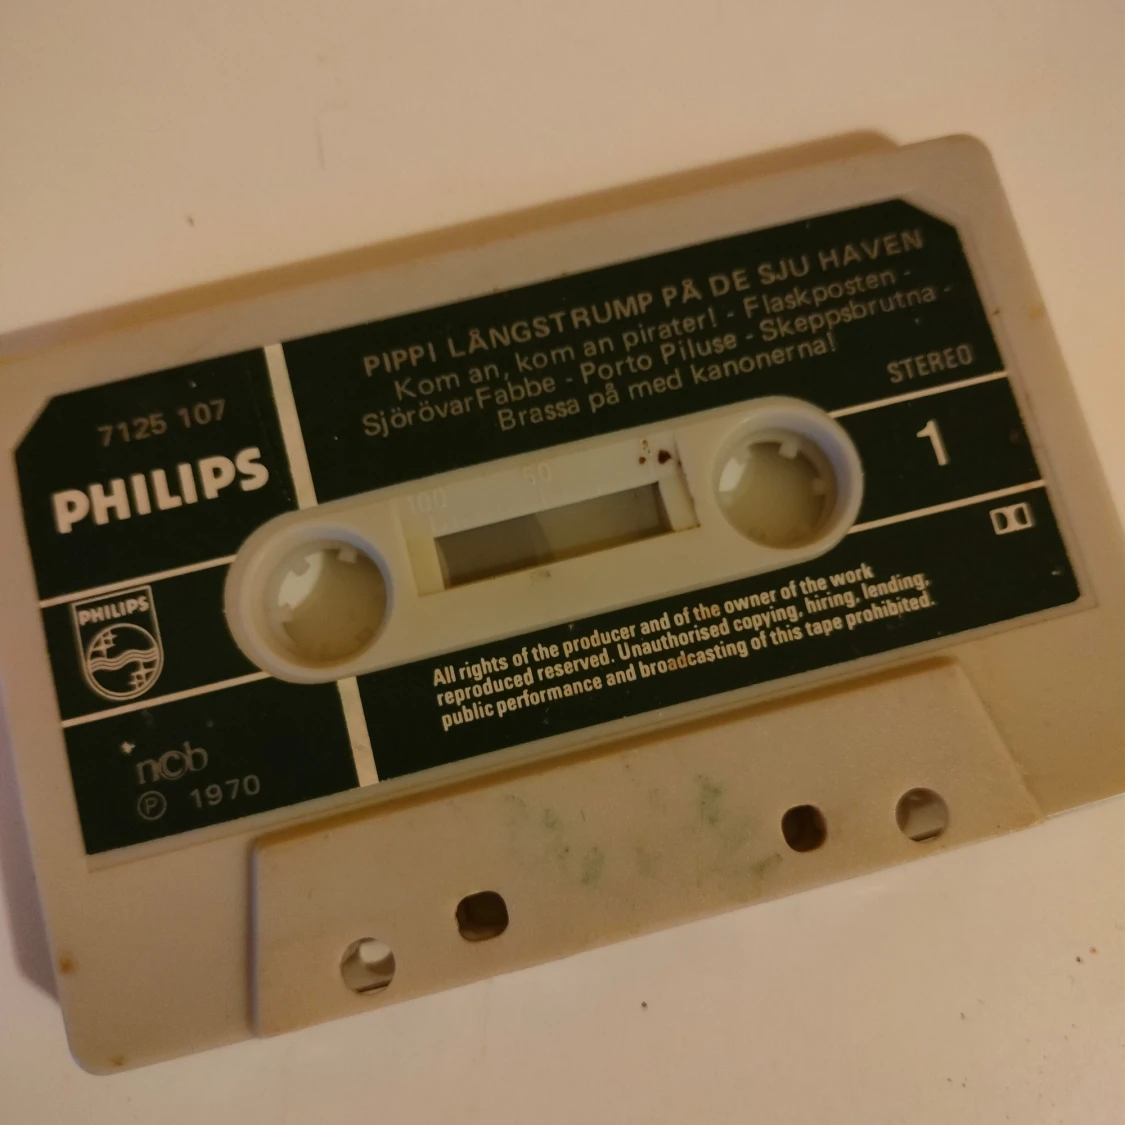 PIPPI LÅNGSTRUMP PÅ DE SJU HAVEN
Kom an, kom an pirater! - Flaskposten -
SjörövarFabbe - Porto Piluse - Skeppsbrutna -
Brassa på med kanonerna!
STEREO
7125 107
PHILIPS
1
100 50
PHILIPS
All rights of the producer and of the owner of the work
reproduced reserved. Unauthorised copying, hiring, lending,
public performance and broadcasting of this tape prohibited.
n©b
Ⓟ 1970